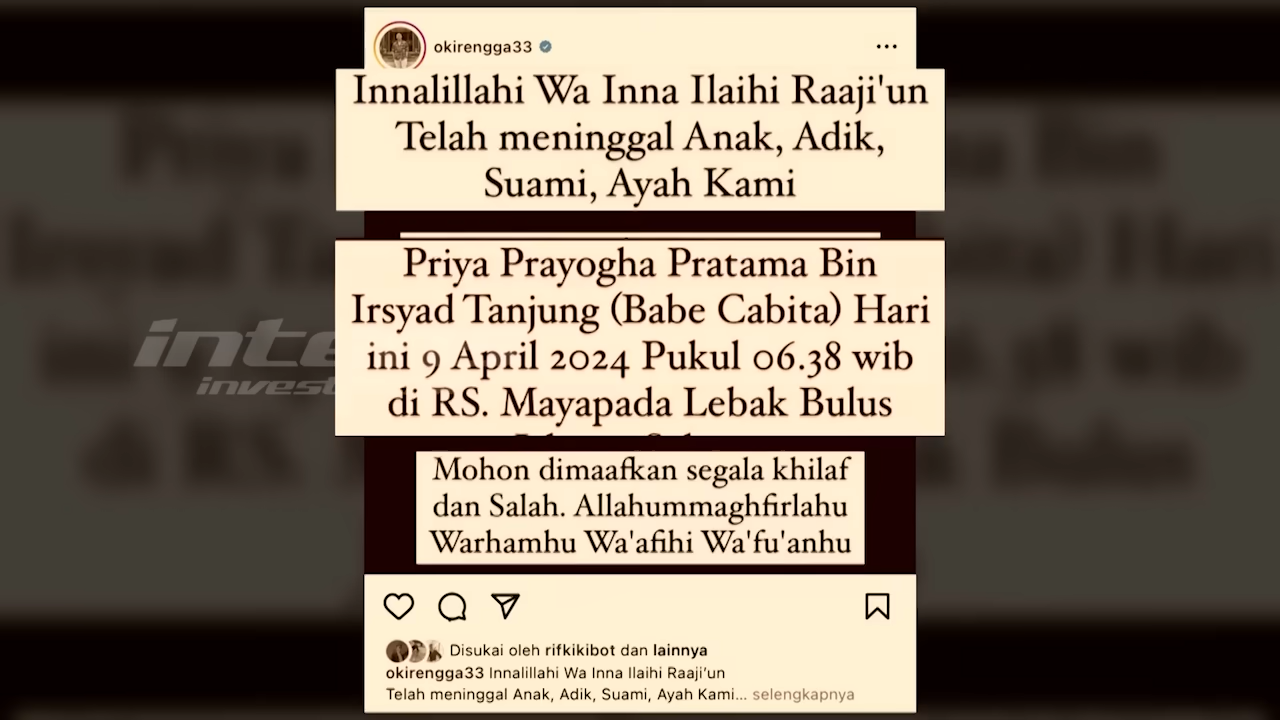 okirengga33
Innalillahi Wa Inna Ilaihi Raaji'un
Telah meninggal Anak, Adik,
Suami, Ayah Kami
Priya Prayogha Pratama Bin
Irsyad Tanjung (Babe Cabita) Hari
ini 9 April 2024 Pukul 06.38 wib
di RS. Mayapada Lebak Bulus
Mohon dimaafkan segala khilaf
dan Salah. Allahummaghfirlahu
Warhamhu Wa'afihi Wa'fu'anhu
Disukai oleh rifkikibot dan lainnya
okirengga33 Innalillahi Wa Inna Ilaihi Raaji'un
Telah meninggal Anak, Adik, Suami, Ayah Kami... selengkapnya